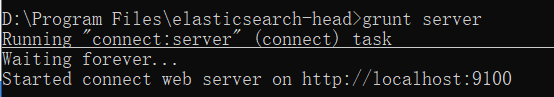 D:\Program Files\elasticsearch-head>grunt server
Running "connect:server" (connect) task
Waiting forever...
Started connect web server on http://localhost:9100